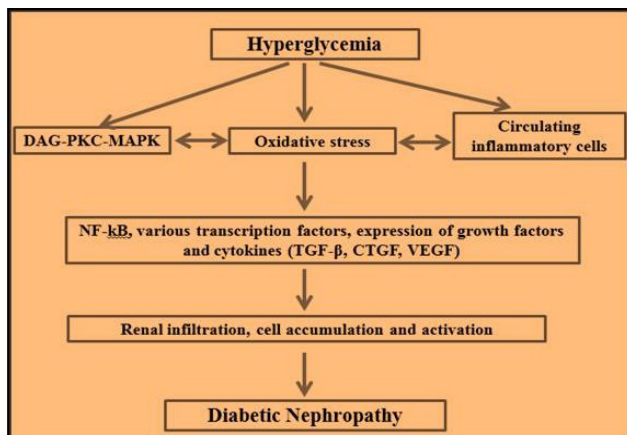 Hyperglycemia
DAG-PKC-MAPK
Oxidative stress
Circulating
inflammatory cells
NF-kB, various transcription factors, expression of growth factors
and cytokines (TGF-β, CTGF, VEGF)
Renal infiltration, cell accumulation and activation
Diabetic Nephropathy